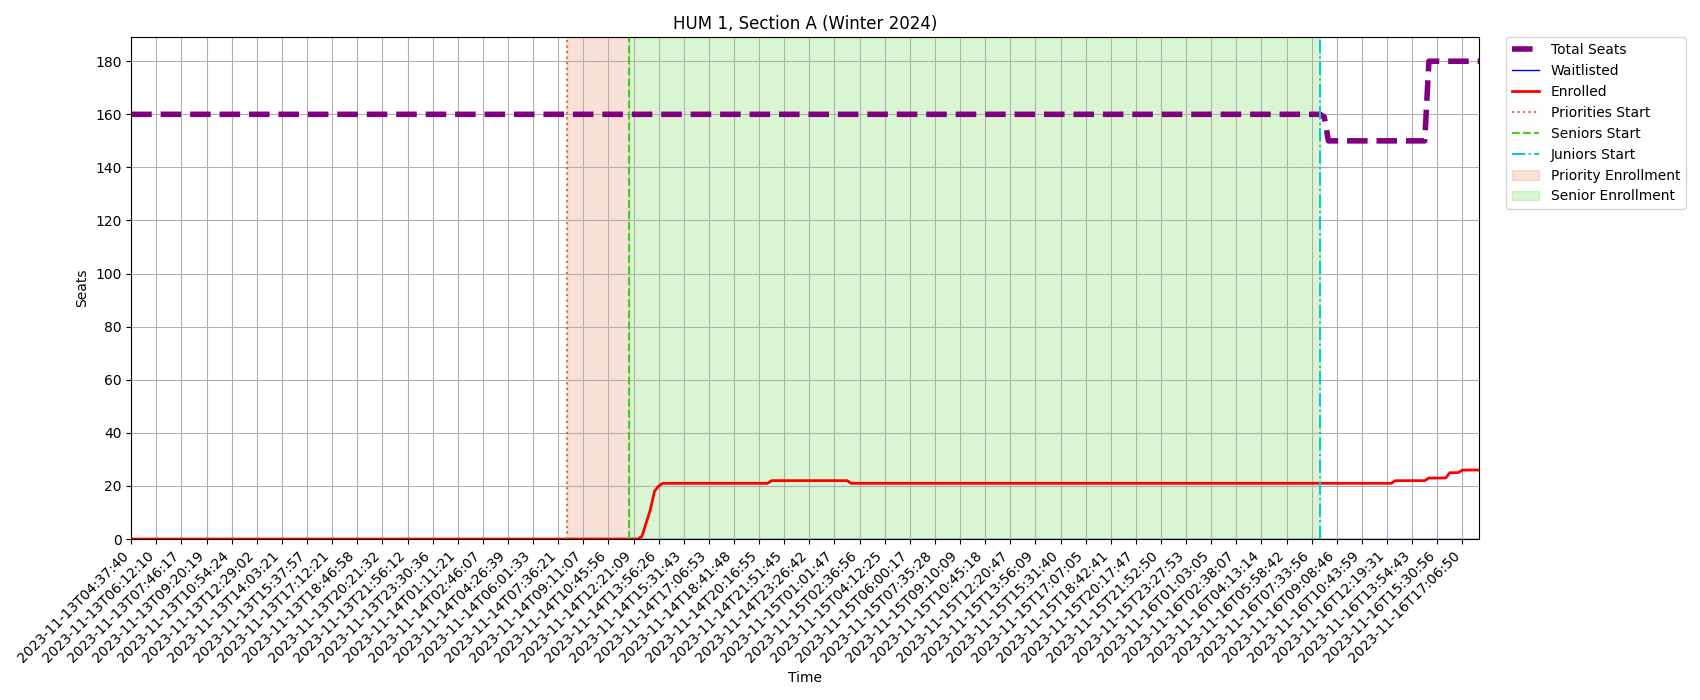 HUM 1, Section A (Winter 2024)
Total Seats
Waitlisted
Enrolled
Priorities Start
Seniors Start
Juniors Start
Priority Enrollment
Senior Enrollment
Seats
180
160
140
120
100
80
60
40
20
0
2023-11-13T04:37:40
2023-11-13T06:12:10
2023-11-13T07:46:17
2023-11-13T09:20:19
2023-11-13T10:54:24
2023-11-13T12:29:02
2023-11-13T14:03:21
2023-11-13T15:37:57
2023-11-13T17:12:21
2023-11-13T18:46:58
2023-11-13T20:21:32
2023-11-13T21:56:12
2023-11-13T23:30:36
2023-11-14T01:11:21
2023-11-14T02:46:07
2023-11-14T04:26:39
2023-11-14T06:01:33
2023-11-14T07:36:21
2023-11-14T09:11:07
2023-11-14T10:45:56
2023-11-14T12:21:09
2023-11-14T13:56:26
2023-11-14T15:31:43
2023-11-14T17:06:53
2023-11-14T18:41:48
2023-11-14T20:16:55
2023-11-14T21:51:45
2023-11-14T23:26:42
2023-11-15T01:01:47
2023-11-15T02:36:56
2023-11-15T04:12:25
2023-11-15T06:00:17
2023-11-15T07:35:28
2023-11-15T09:10:09
2023-11-15T10:45:18
2023-11-15T12:20:47
2023-11-15T13:56:09
2023-11-15T15:31:40
2023-11-15T17:07:05
2023-11-15T18:42:41
2023-11-15T20:17:47
2023-11-15T21:52:50
2023-11-15T23:27:53
2023-11-16T01:03:05
2023-11-16T02:38:07
2023-11-16T04:13:14
2023-11-16T05:58:42
2023-11-16T07:33:56
2023-11-16T09:08:46
2023-11-16T10:43:59
2023-11-16T12:19:31
2023-11-16T13:54:43
2023-11-16T15:30:56
2023-11-16T17:06:50
Time